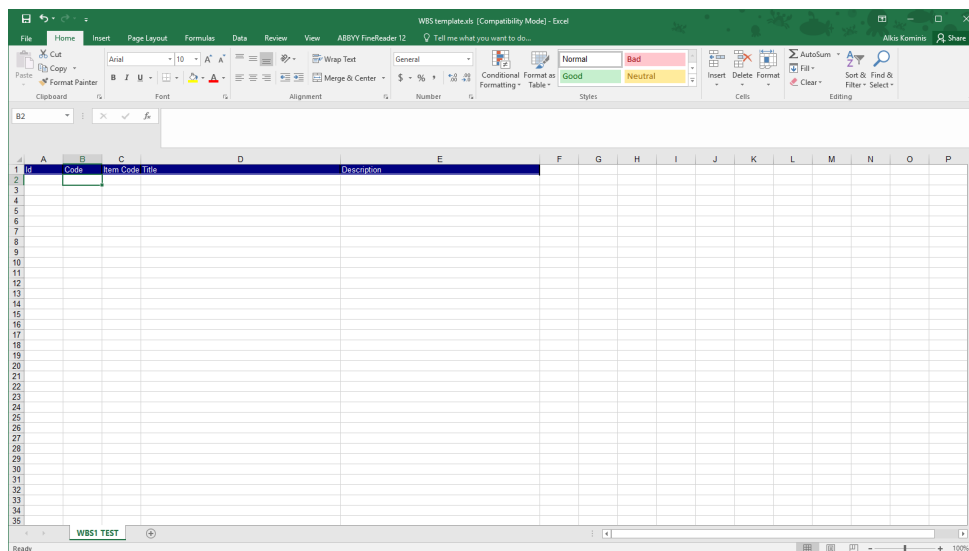 WBS template.xls [Compatibility Mode] - Excel
File Home Insert Page Layout Formulas Data Review View ABBYY FineReader 12 Tell me what you want to do... Alkis Kominis Share
Paste
Cut
Copy
Format Painter
Clipboard
Arial 10 A A
B I U A
Font
Wrap Text
Merge & Center
Alignment
General
$ % ,
Number
Conditional Formatting
Format as Table
Normal Bad
Good Neutral
Styles
Insert Delete Format
Cells
AutoSum
Fill
Clear
Sort & Filter
Find & Select
Editing
B2 fx
A B C D E F G H I J K L M N O P
1 Id Code Item Code Title Description
2
3
4
5
6
7
8
9
10
11
12
13
14
15
16
17
18
19
20
21
22
23
24
25
26
27
28
29
30
31
32
33
34
35
WBS1 TEST
Ready 100%